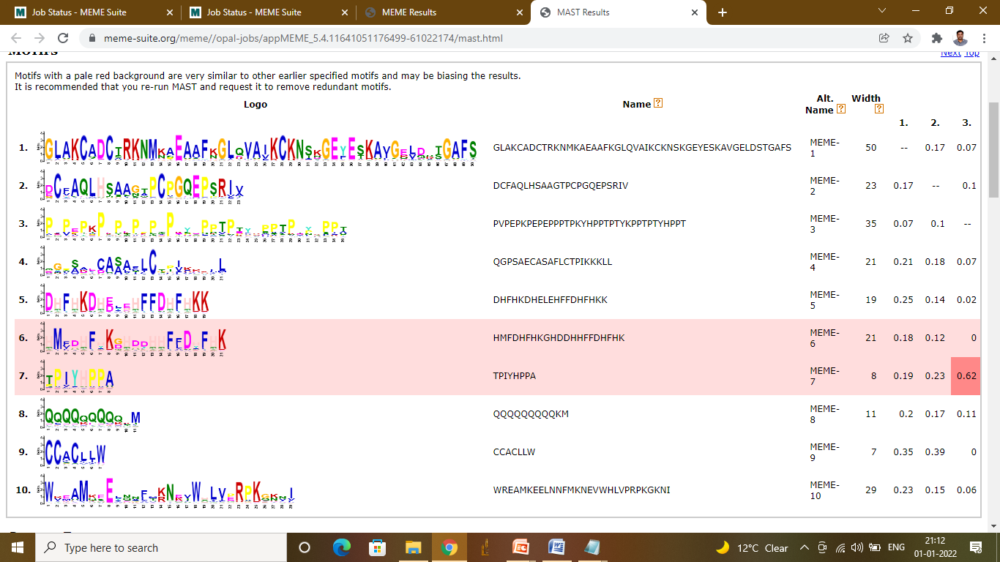 Job Status - MEME Suite
Job Status - MEME Suite
MEME Results
MAST Results
meme-suite.org/meme//opal-jobs/appMEME_5.4.11641051176499-61022174/mast.html
Motifs
Next Top
Motifs with a pale red background are very similar to other earlier specified motifs and may be biasing the results.
It is recommended that you re-run MAST and request it to remove redundant motifs.
Logo Name ? Alt. Name ? Width ? 1. 2. 3.
1. GLAKCADCTRKNMKAEAAFKGLQVAIKCKNSKGEYESKAVGELDSTGAFS MEME-1 50 -- 0.17 0.07
2. DCFAQLHSAAGTPCPGQEPSRIV MEME-2 23 0.17 -- 0.1
3. PVPEPKPEPEPPPTPKYHPPTPTYKPPTPTYHPPT MEME-3 35 0.07 0.1 --
4. QGPSAECASAFLCTPIKKKLL MEME-4 21 0.21 0.18 0.07
5. DHFHKDHELEHFFDHFHKK MEME-5 19 0.25 0.14 0.02
6. HMFDHFHKGHDDHHFFDHFHK MEME-6 21 0.18 0.12 0
7. TPIYHPPA MEME-7 8 0.19 0.23 0.62
8. QQQQQQQQQKM MEME-8 11 0.2 0.17 0.11
9. CCACLLW MEME-9 7 0.35 0.39 0
10. WREAMKEELNNFMKNEVWHLVPRPKGKNI MEME-10 29 0.23 0.15 0.06
Type here to search
12°C Clear
ENG
21:12
01-01-2022